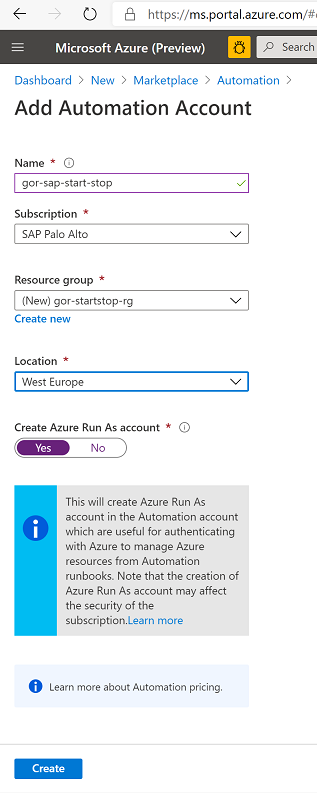 https://ms.portal.azure.com/#
Microsoft Azure (Preview)
Search
Dashboard > New > Marketplace > Automation >
Add Automation Account
Name *
gor-sap-start-stop
Subscription *
SAP Palo Alto
Resource group *
(New) gor-startstop-rg
Create new
Location *
West Europe
Create Azure Run As account *
Yes No
This will create Azure Run As
account in the Automation account
which are useful for authenticating
with Azure to manage Azure
resources from Automation
runbooks. Note that the creation of
Azure Run As account may affect
the security of the
subscription.Learn more
Learn more about Automation pricing.
Create